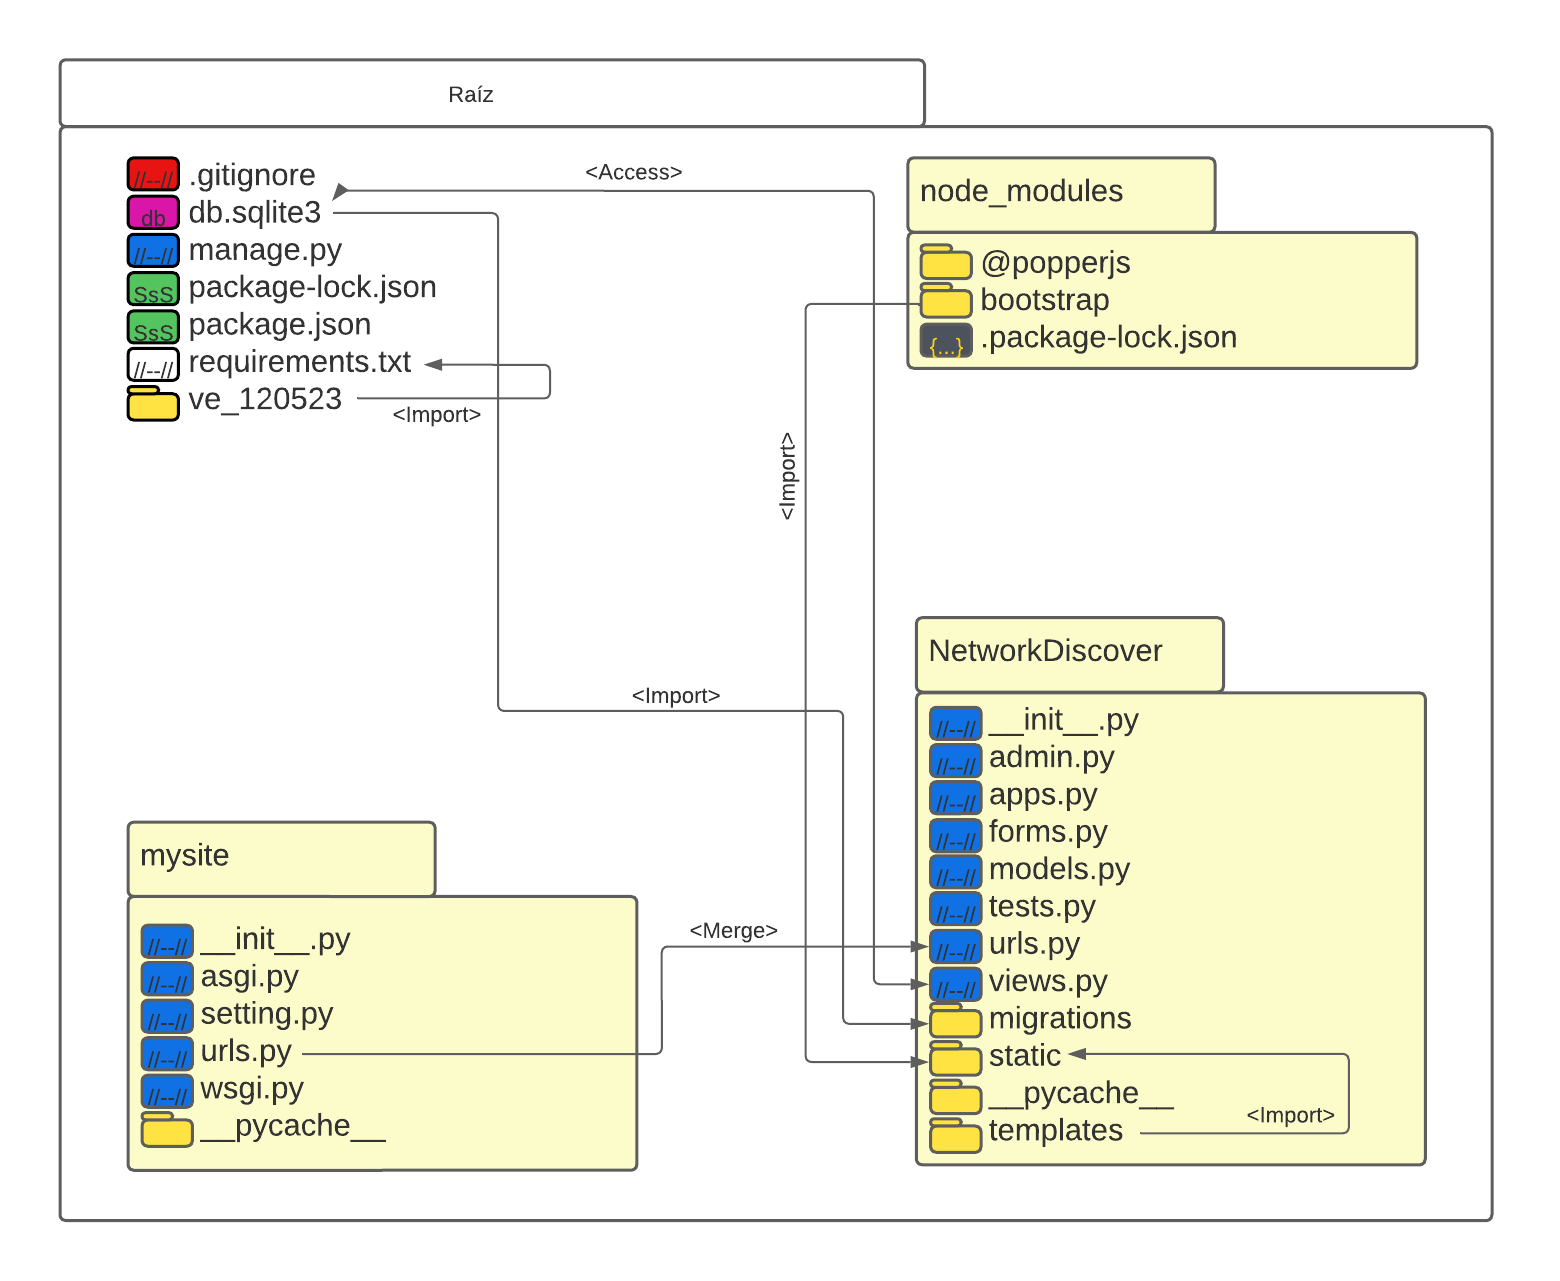 Raíz
//--// .gitignore
db db.sqlite3
//--// manage.py
SsS package-lock.json
SsS package.json
//--// requirements.txt
ve_120523
<Access>
<Import>
<Import>
<Import>
node_modules
@popperjs
bootstrap
{...} .package-lock.json
mysite
//--// __init__.py
//--// asgi.py
//--// setting.py
//--// urls.py
//--// wsgi.py
__pycache__
<Merge>
NetworkDiscover
//--// __init__.py
//--// admin.py
//--// apps.py
//--// forms.py
//--// models.py
//--// tests.py
//--// urls.py
//--// views.py
migrations
static
__pycache__
templates
<Import>